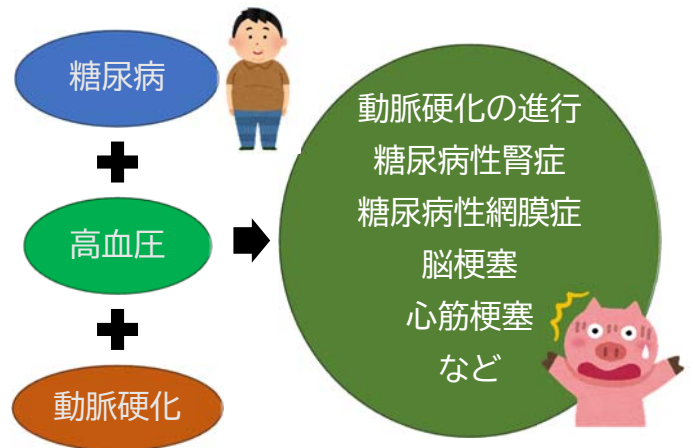 糖尿病
高血圧
動脈硬化
動脈硬化の進行
糖尿病性腎症
糖尿病性網膜症
脳梗塞
心筋梗塞
など